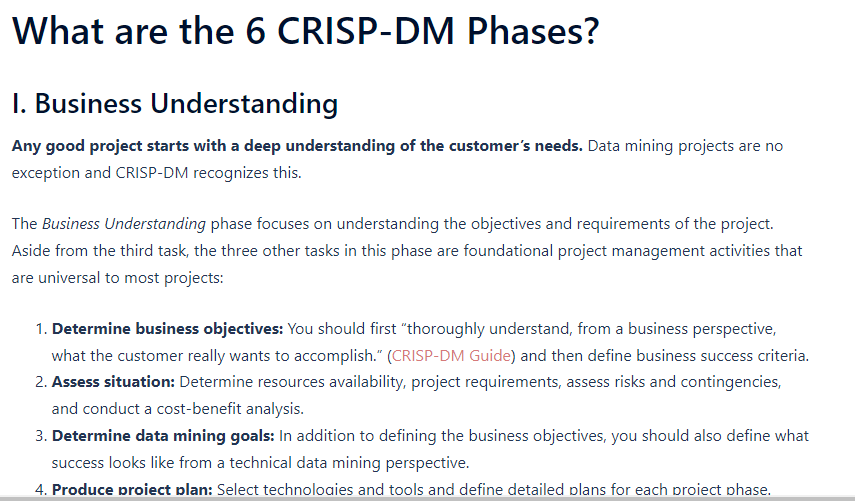 What are the 6 CRISP-DM Phases?
I. Business Understanding
Any good project starts with a deep understanding of the customer’s needs. Data mining projects are no
exception and CRISP-DM recognizes this.
The Business Understanding phase focuses on understanding the objectives and requirements of the project.
Aside from the third task, the three other tasks in this phase are foundational project management activities that
are universal to most projects:
1. Determine business objectives: You should first “thoroughly understand, from a business perspective,
what the customer really wants to accomplish.” (CRISP-DM Guide) and then define business success criteria.
2. Assess situation: Determine resources availability, project requirements, assess risks and contingencies,
and conduct a cost-benefit analysis.
3. Determine data mining goals: In addition to defining the business objectives, you should also define what
success looks like from a technical data mining perspective.
4. Produce project plan: Select technologies and tools and define detailed plans for each project phase.